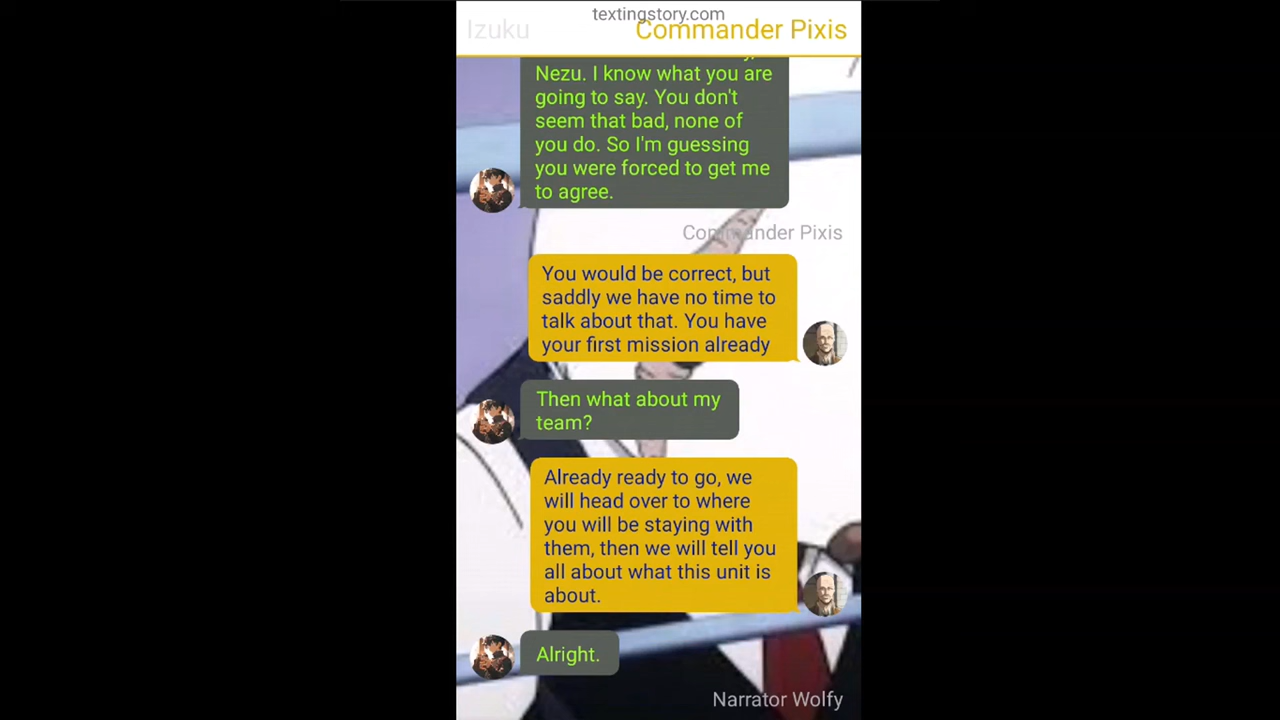 textingstory.com
Izuku
Commander Pixis
Nezu. I know what you are
going to say. You don't
seem that bad, none of
you do. So I'm guessing
you were forced to get me
to agree.
Commander Pixis
You would be correct, but
saddly we have no time to
talk about that. You have
your first mission already
Then what about my
team?
Already ready to go, we
will head over to where
you will be staying with
them, then we will tell you
all about what this unit is
about.
Alright.
Narrator Wolfy